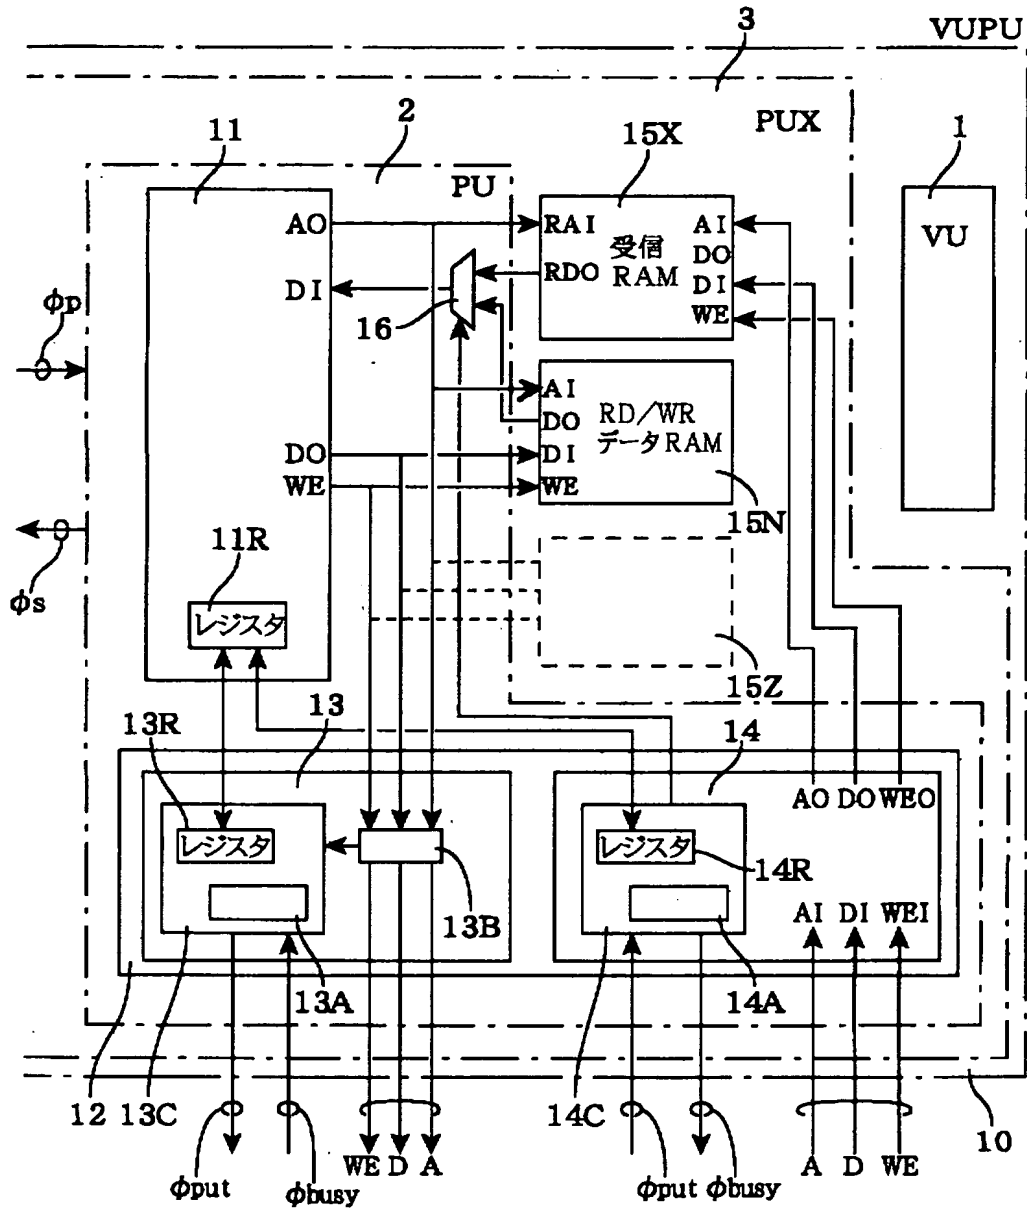 VUPU
3
PUX
2
11
15X
1
PU
AO
RAI
AI
受信
RAM
DO
VU
RDO
DI
DI
WE
16
φp
AI
RD/WR
DO
データRAM
DO
DI
WE
WE
15N
φs
11R
レジスタ
15Z
13R
13
14
AO DO WEO
レジスタ
レジスタ
14R
13B
AI DI WEI
13A
14A
12
13C
14C
10
WE D A
A D WE
φput
φbusy
φput φbusy